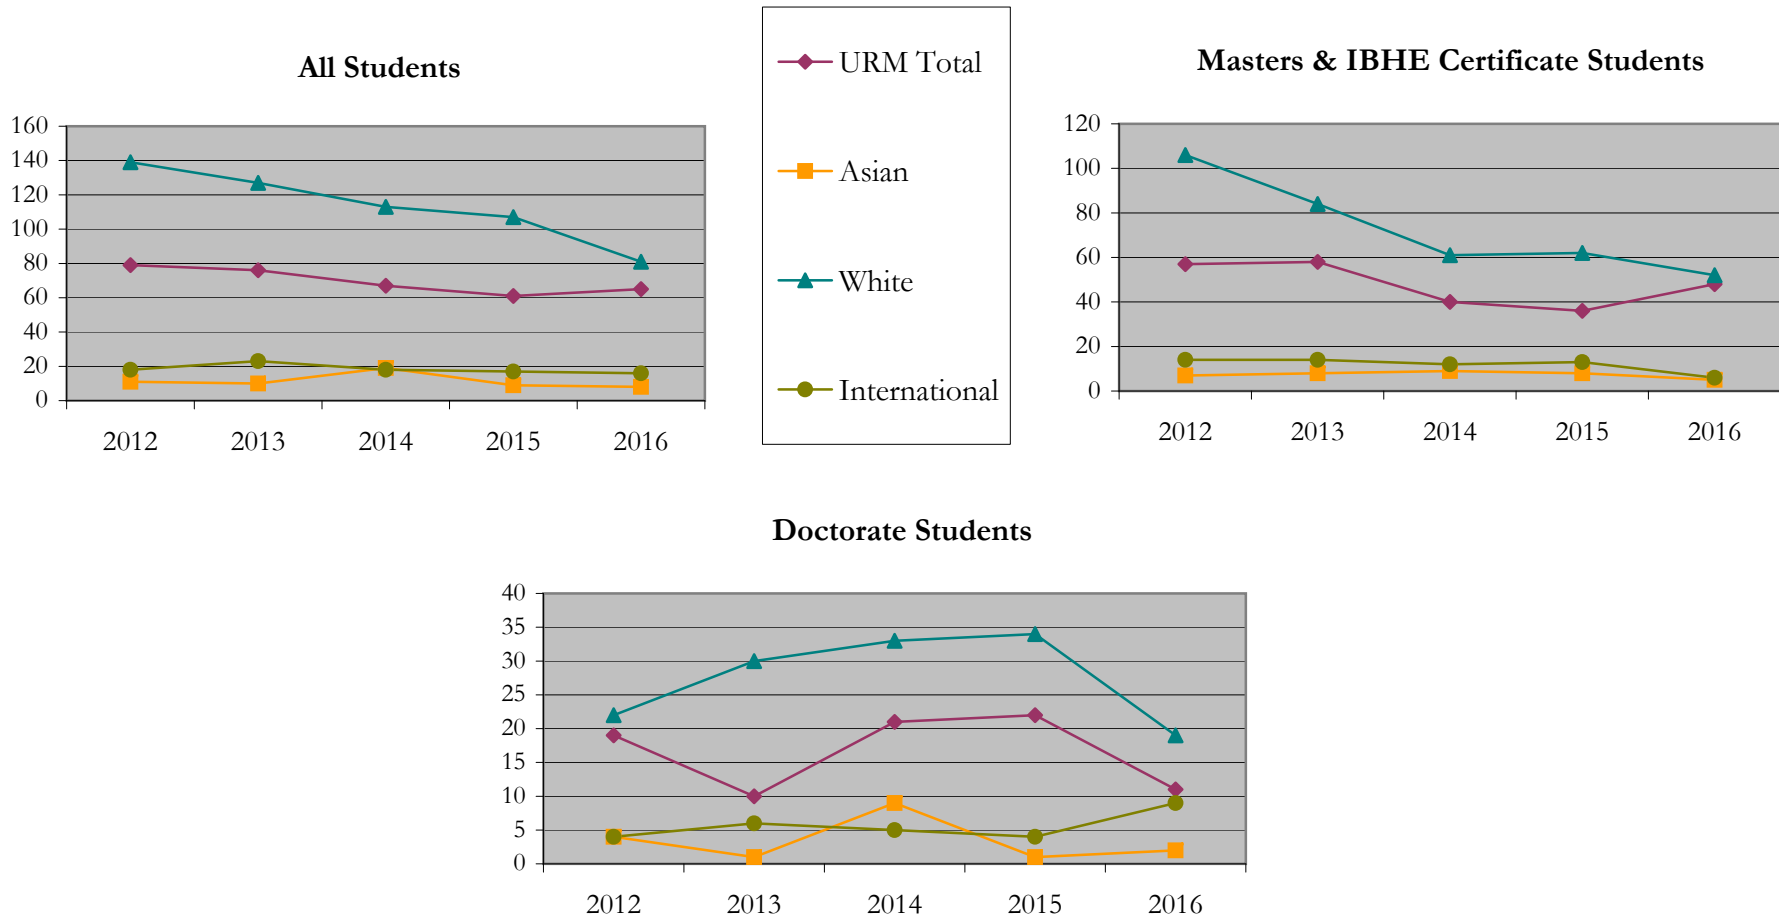 All Students
160
140
120
100
80
60
40
20
0
2012 2013 2014 2015 2016
URM Total
Asian
White
International
Masters & IBHE Certificate Students
120
100
80
60
40
20
0
2012 2013 2014 2015 2016
Doctorate Students
40
35
30
25
20
15
10
5
0
2012 2013 2014 2015 2016